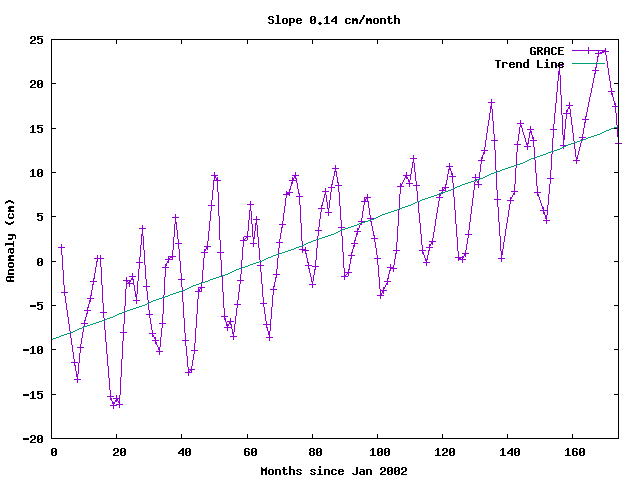 Slope 0.14 cm/month
GRACE
Trend Line
25
20
15
10
5
0
-5
-10
-15
-20
Anomaly (cm)
0 20 40 60 80 100 120 140 160
Months since Jan 2002